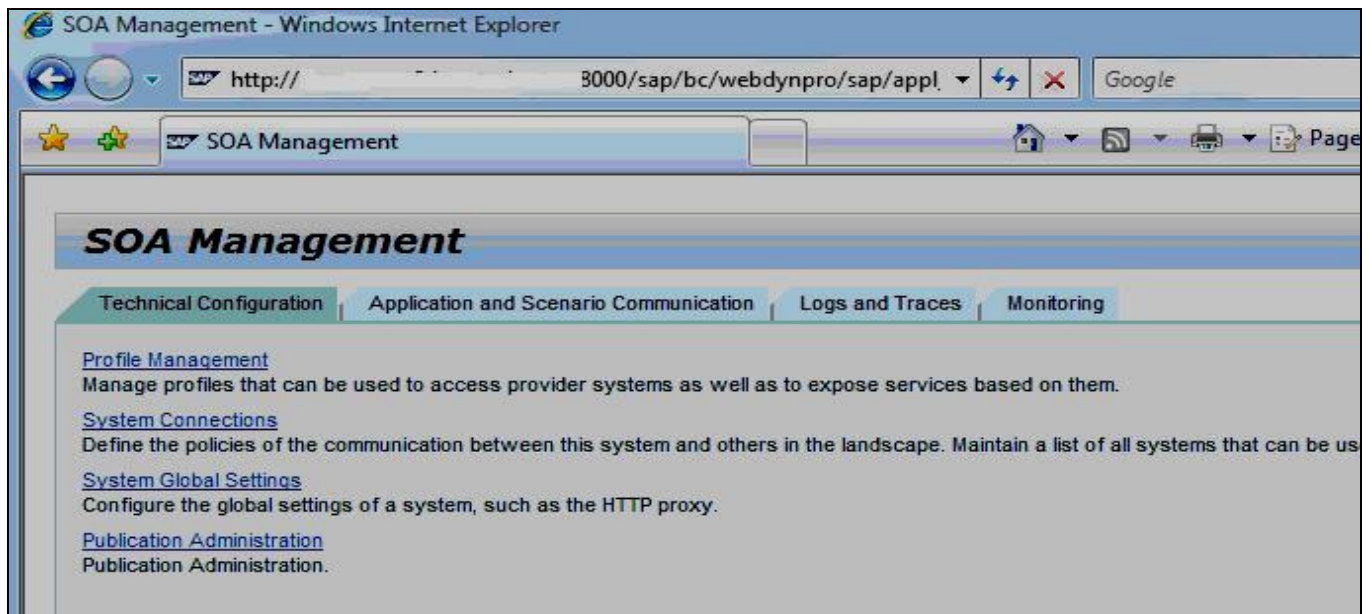 SOA Management - Windows Internet Explorer
SAP http:// 8000/sap/bc/webdynpro/sap/appl Google
SAP SOA Management Page
SOA Management
Technical Configuration Application and Scenario Communication Logs and Traces Monitoring
Profile Management
Manage profiles that can be used to access provider systems as well as to expose services based on them.
System Connections
Define the policies of the communication between this system and others in the landscape. Maintain a list of all systems that can be us
System Global Settings
Configure the global settings of a system, such as the HTTP proxy.
Publication Administration
Publication Administration.